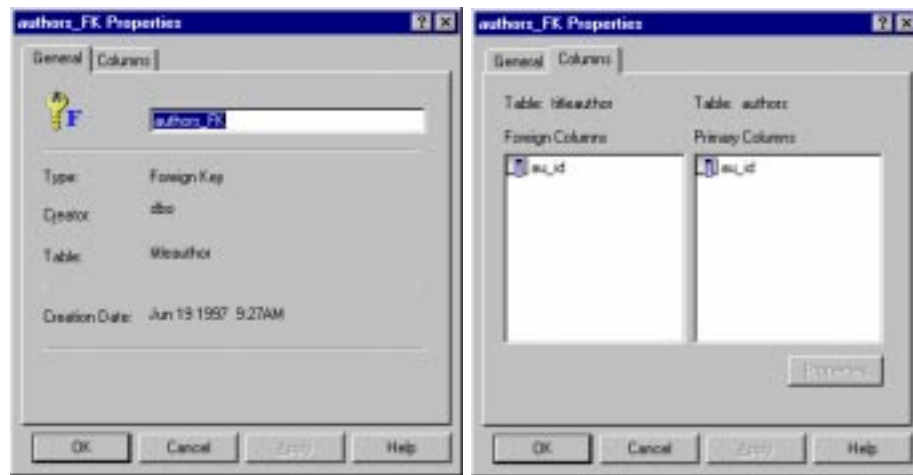 authors_FK Properties
General Columns
F
authors_FK
Type: Foreign Key
Creator: dbo
Table: titleauthor
Creation Date: Jun 19 1997 9:27AM
OK Cancel Apply Help
authors_FK Properties
General Columns
Table: titleauthor Table: authors
Foreign Columns Primary Columns
au_id au_id
Properties...
OK Cancel Apply Help